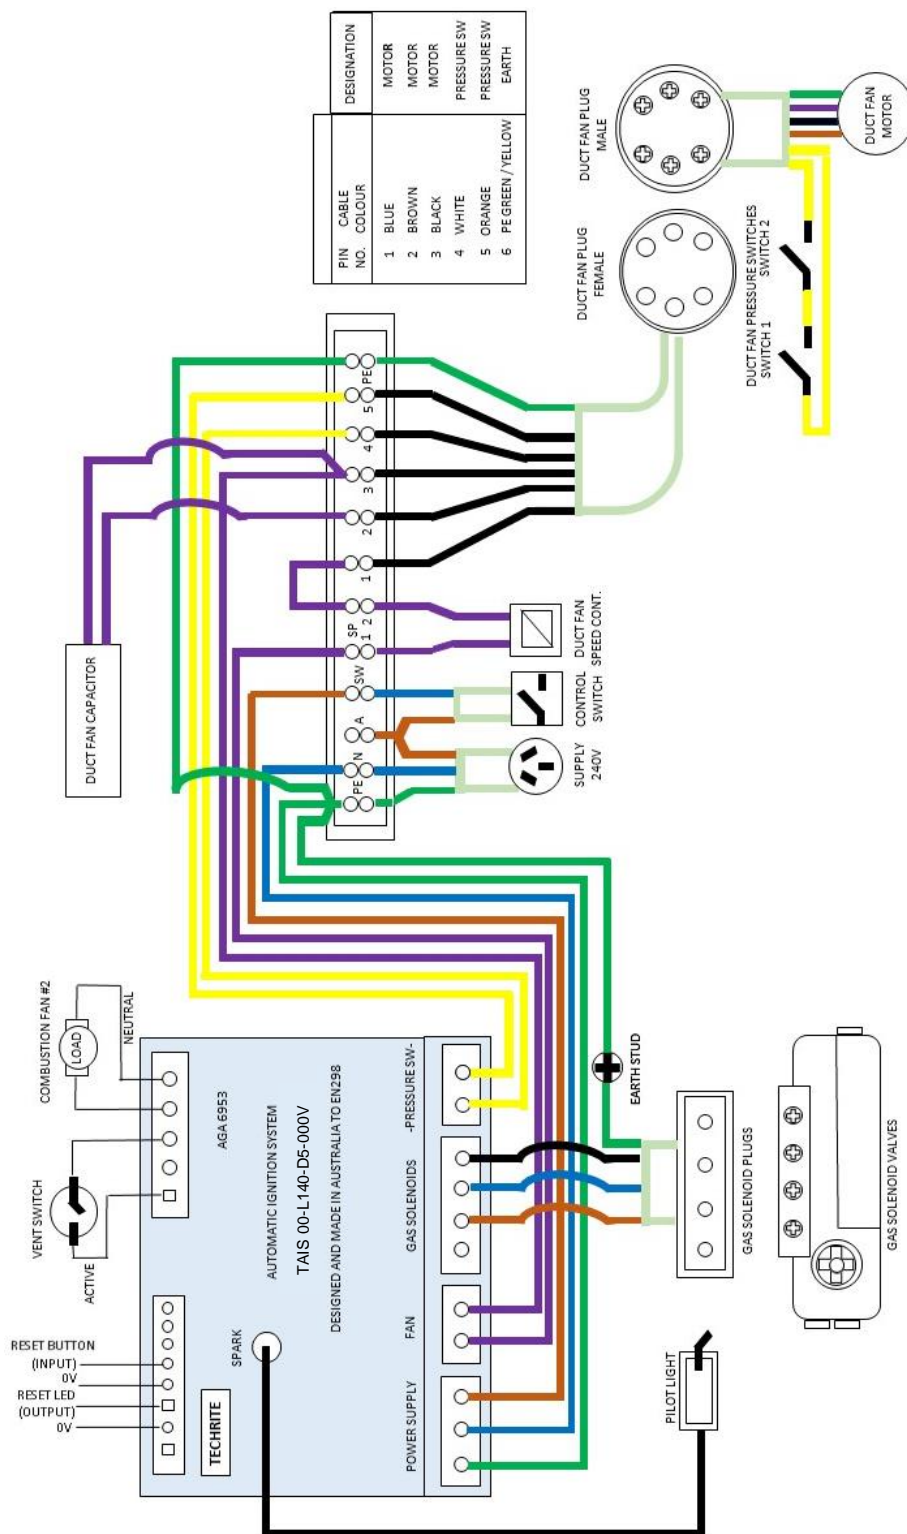 PIN CABLE DESIGNATION
NO. COLOUR
1 BLUE MOTOR
2 BROWN MOTOR
3 BLACK MOTOR
4 WHITE PRESSURE SW
5 ORANGE PRESSURE SW
6 PE GREEN / YELLOW EARTH
DUCT FAN PLUG
MALE
DUCT FAN
MOTOR
DUCT FAN PLUG
FEMALE
DUCT FAN PRESSURE SWITCHES
SWITCH 1 SWITCH 2
DUCT FAN CAPACITOR
PE N A SW 1 SP 2 1 2 3 4 5 PE
DUCT FAN
SPEED CONT.
CONTROL
SWITCH
SUPPLY
240V
COMBUSTION FAN #2
LOAD
NEUTRAL
VENT SWITCH
ACTIVE
RESET BUTTON
(INPUT)
0V
RESET LED
(OUTPUT)
0V
TECHRITE
SPARK
AGA 6953
AUTOMATIC IGNITION SYSTEM
TAIS 00-L140-D5-000V
DESIGNED AND MADE IN AUSTRALIA TO EN298
POWER SUPPLY
FAN
GAS SOLENOIDS
-PRESSURE SW-
EARTH STUD
GAS SOLENOID PLUGS
GAS SOLENOID VALVES
PILOT LIGHT